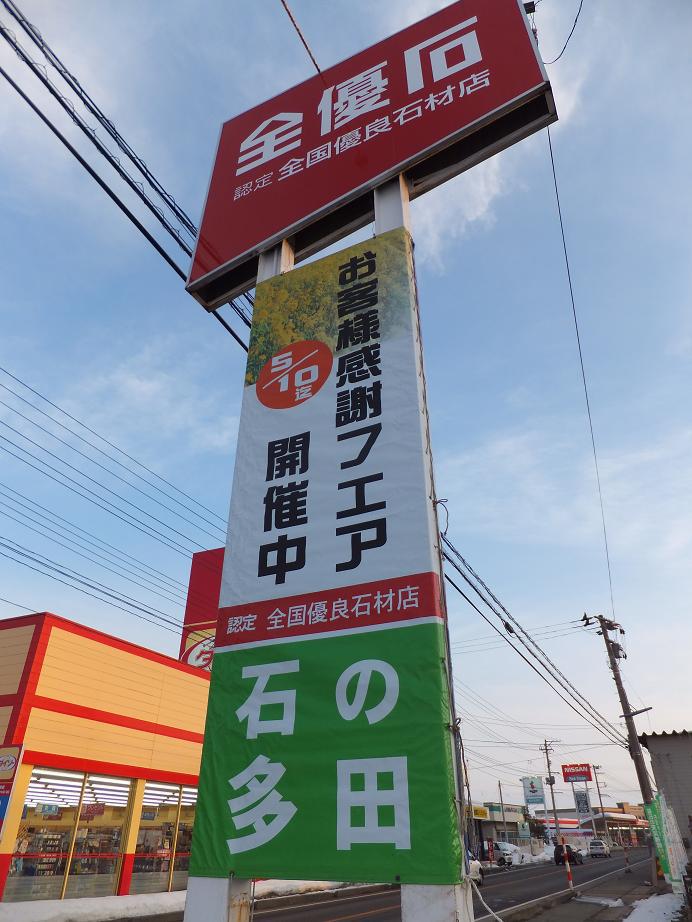 全優石
認定 全国優良石材店
お客様感謝フェア
5/10迄
開催中
認定 全国優良石材店
石の
多田
NISSAN